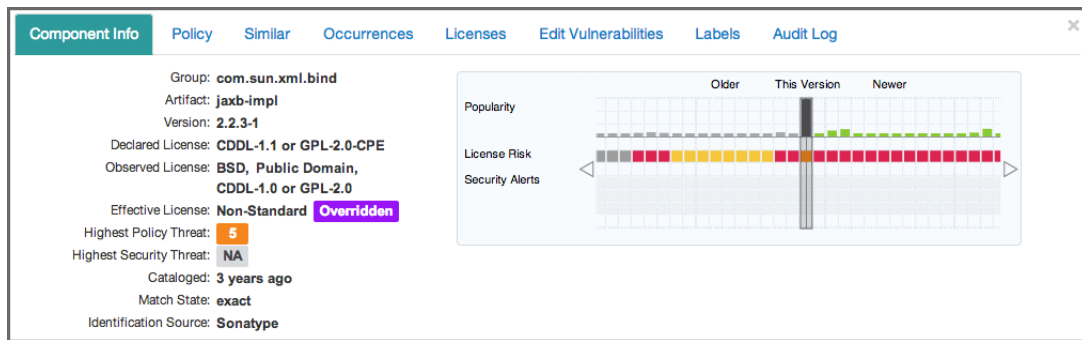 Component Info Policy Similar Occurrences Licenses Edit Vulnerabilities Labels Audit Log ×
Group: com.sun.xml.bind
Artifact: jaxb-impl
Version: 2.2.3-1
Declared License: CDDL-1.1 or GPL-2.0-CPE
Observed License: BSD, Public Domain,
CDDL-1.0 or GPL-2.0
Effective License: Non-Standard Overridden
Highest Policy Threat: 5
Highest Security Threat: NA
Cataloged: 3 years ago
Match State: exact
Identification Source: Sonatype
Older This Version Newer
Popularity
License Risk
Security Alerts